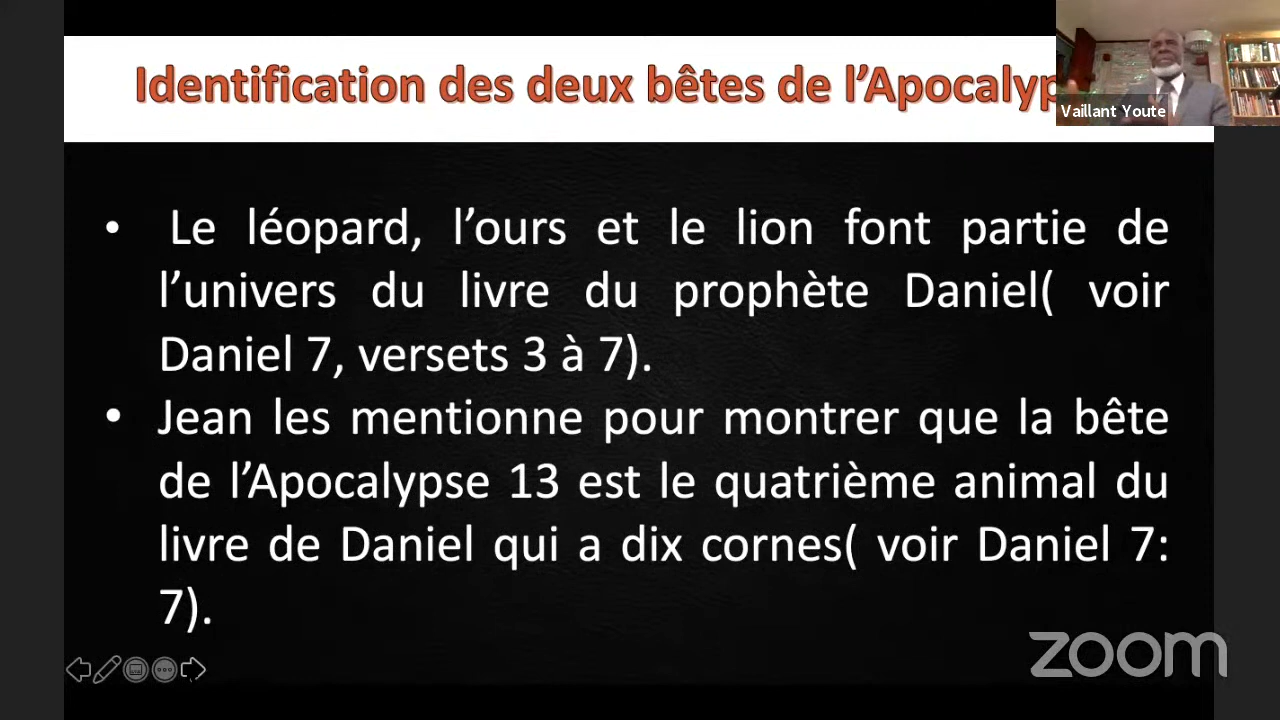 Identification des deux bêtes de l’Apocalyp
Vaillant Youte
• Le léopard, l’ours et le lion font partie de
l’univers du livre du prophète Daniel( voir
Daniel 7, versets 3 à 7).
• Jean les mentionne pour montrer que la bête
de l’Apocalypse 13 est le quatrième animal du
livre de Daniel qui a dix cornes( voir Daniel 7:
7).
zoom